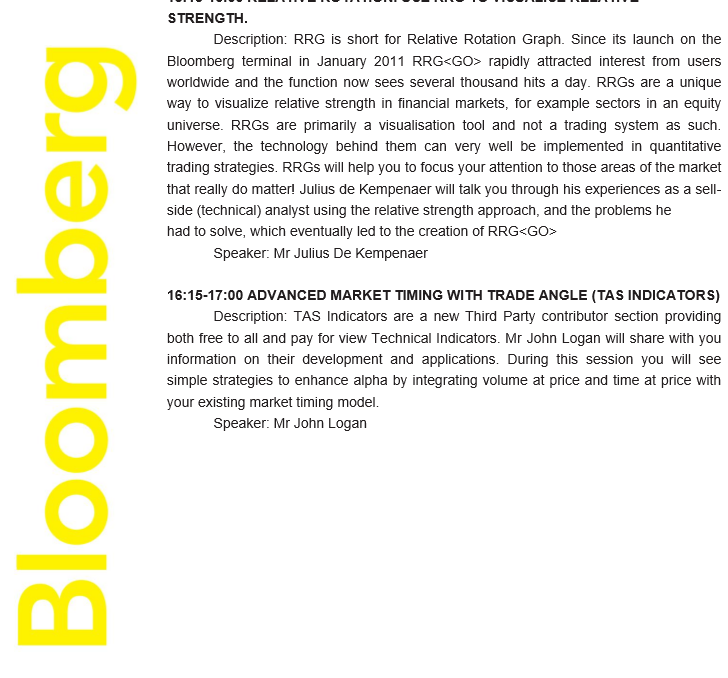 Bloomberg
RELATIVE ROTATION: USE RRG TO VISUALISE RELATIVE
STRENGTH.
Description: RRG is short for Relative Rotation Graph. Since its launch on the
Bloomberg terminal in January 2011 RRG<GO> rapidly attracted interest from users
worldwide and the function now sees several thousand hits a day. RRGs are a unique
way to visualize relative strength in financial markets, for example sectors in an equity
universe. RRGs are primarily a visualisation tool and not a trading system as such.
However, the technology behind them can very well be implemented in quantitative
trading strategies. RRGs will help you to focus your attention to those areas of the market
that really do matter! Julius de Kempenaer will talk you through his experiences as a sell-
side (technical) analyst using the relative strength approach, and the problems he
had to solve, which eventually led to the creation of RRG<GO>
Speaker: Mr Julius De Kempenaer
16:15-17:00 ADVANCED MARKET TIMING WITH TRADE ANGLE (TAS INDICATORS)
Description: TAS Indicators are a new Third Party contributor section providing
both free to all and pay for view Technical Indicators. Mr John Logan will share with you
information on their development and applications. During this session you will see
simple strategies to enhance alpha by integrating volume at price and time at price with
your existing market timing model.
Speaker: Mr John Logan